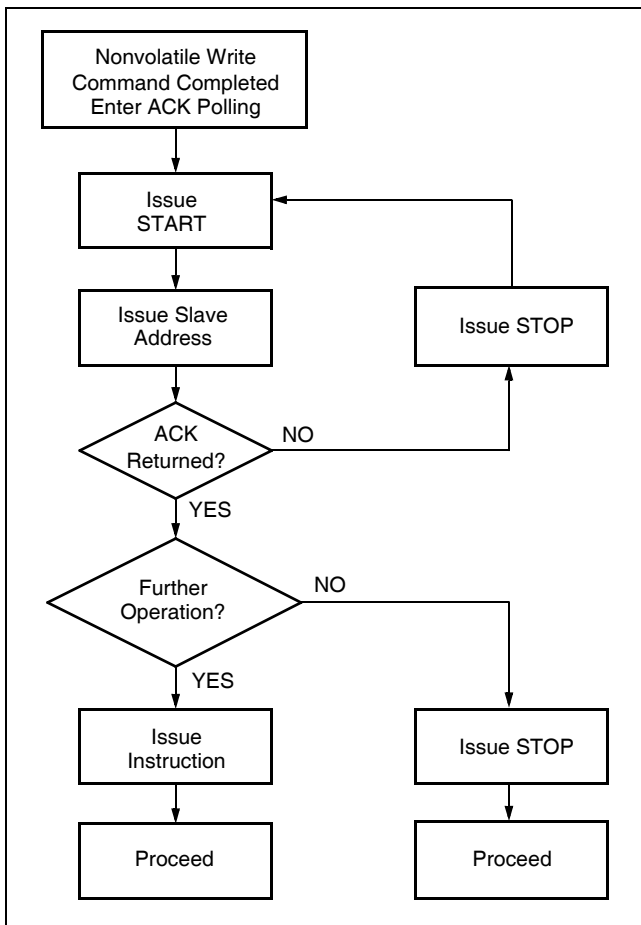 Nonvolatile Write
Command Completed
Enter ACK Polling
Issue
START
Issue Slave
Address
Issue STOP
ACK
Returned?
NO
YES
Further
Operation?
NO
YES
Issue
Instruction
Issue STOP
Proceed
Proceed